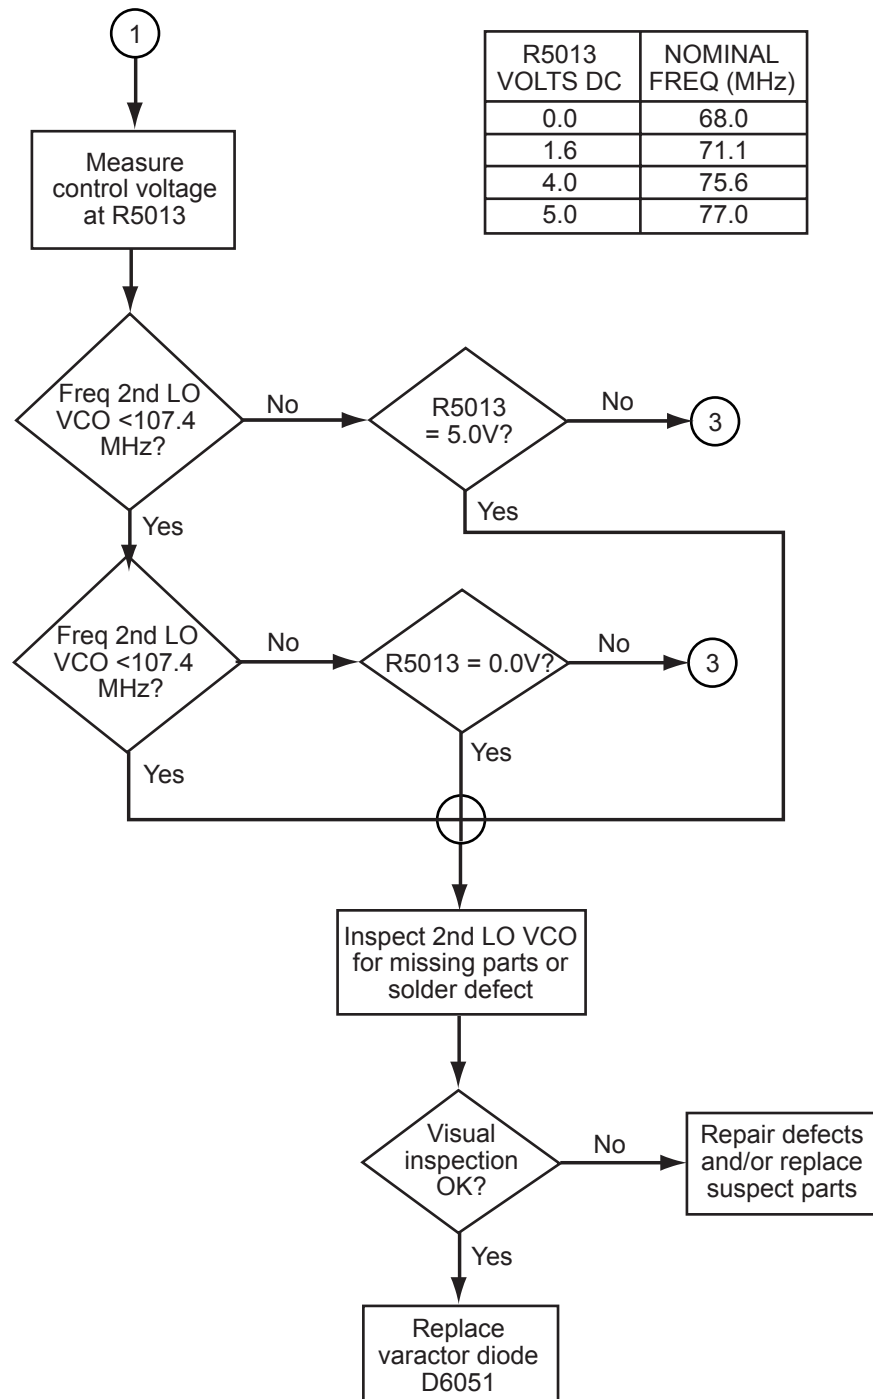 1
R5013
VOLTS DC
NOMINAL
FREQ (MHz)
0.0
68.0
1.6
71.1
4.0
75.6
5.0
77.0
Measure
control voltage
at R5013
Freq 2nd LO
VCO <107.4
MHz?
No
R5013
= 5.0V?
No
3
Yes
Yes
Freq 2nd LO
VCO <107.4
MHz?
No
R5013 = 0.0V?
No
3
Yes
Yes
Inspect 2nd LO VCO
for missing parts or
solder defect
Visual
inspection
OK?
No
Repair defects
and/or replace
suspect parts
Yes
Replace
varactor diode
D6051